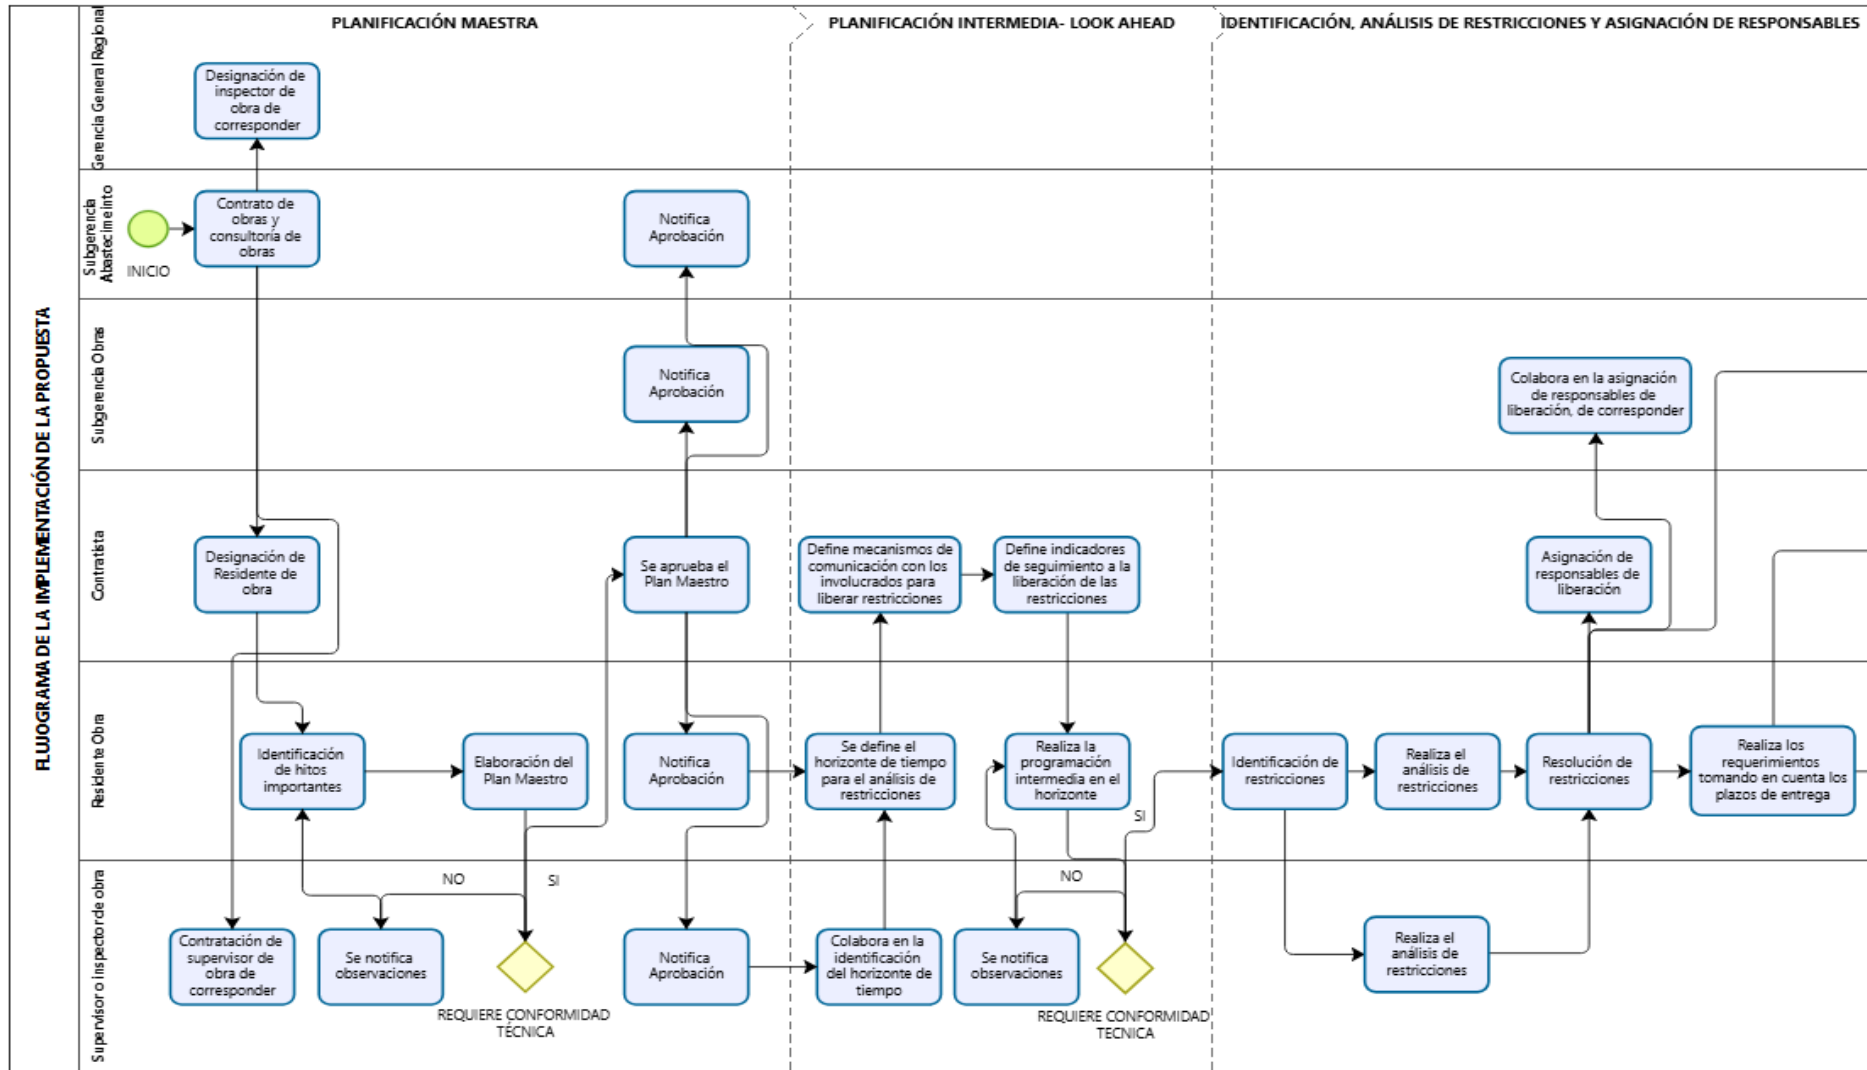 FLUJOGRAMA DE LA IMPLEMENTACIÓN DE LA PROPUESTA
PLANIFICACIÓN MAESTRA
PLANIFICACIÓN INTERMEDIA- LOOK AHEAD
IDENTIFICACIÓN, ANÁLISIS DE RESTRICCIONES Y ASIGNACIÓN DE RESPONSABLES
Gerencia General Regional
Designación de
inspector de
obra de
corresponder
Subgerencia
Abastecimeinto
INICIO
Contrato de
obras y
consultoría de
obras
Notifica
Aprobación
Subgerencia Obras
Notifica
Aprobación
Colabora en la asignación
de responsables de
liberación, de corresponder
Contratista
Designación de
Residente de
obra
Se aprueba el
Plan Maestro
Define mecanismos de
comunicación con los
involucrados para
liberar restricciones
Define indicadores
de seguimiento a la
liberación de las
restricciones
Asignación de
responsables de
liberación
Residente Obra
Identificación
de hitos
importantes
Elaboración del
Plan Maestro
Notifica
Aprobación
Se define el
horizonte de tiempo
para el análisis de
restricciones
Realiza la
programación
intermedia en el
horizonte
SI
Identificación de
restricciones
Realiza el
análisis de
restricciones
Resolución de
restricciones
Realiza los
requerimientos
tomando en cuenta los
plazos de entrega
Supervisor o Inspector de obra
NO
SI
NO
Contratación de
supervisor de
obra de
corresponder
Se notifica
observaciones
REQUIERE CONFORMIDAD
TÉCNICA
Notifica
Aprobación
Colabora en la
identificación
del horizonte de
tiempo
Se notifica
observaciones
REQUIERE CONFORMIDAD
TECNICA
Realiza el
análisis de
restricciones